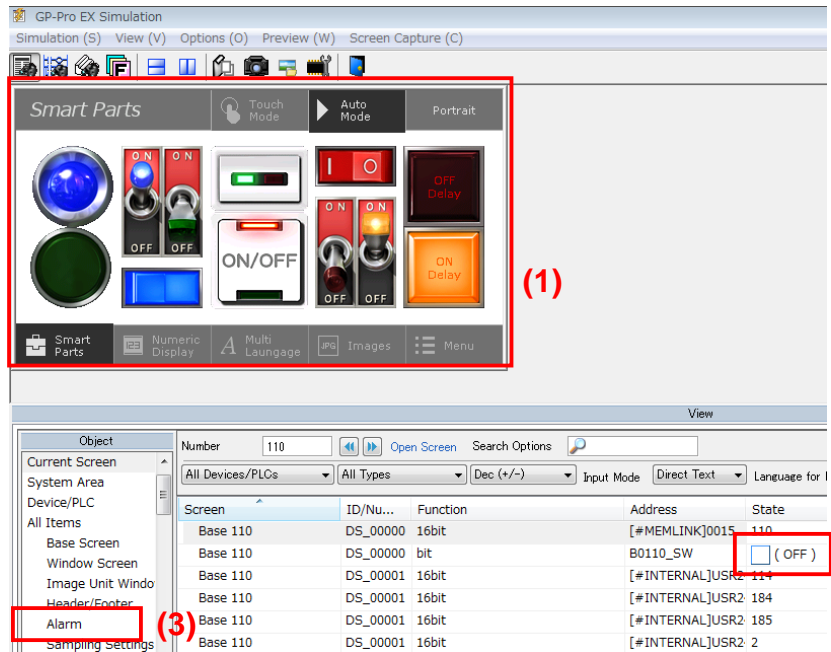 GP-Pro EX Simulation
Simulation (S) View (V) Options (O) Preview (W) Screen Capture (C)
Smart Parts
Touch Mode
Auto Mode
Portrait
ON ON
OFF OFF
ON/OFF
ON ON
OFF OFF
OFF Delay
ON Delay
(1)
Smart Parts
Numeric Display
Multi Laungage
JPG Images
Menu
View
Object
Number 110 Open Screen Search Options
Current Screen
All Devices/PLCs All Types Dec (+/-) Input Mode Direct Text Language for
System Area
Device/PLC
Screen ID/Nu... Function Address State
All Items
Base 110 DS_00000 16bit [#MEMLINK]0015 110
Base Screen
Base 110 DS_00000 bit B0110_SW ( OFF )
Window Screen
Base 110 DS_00001 16bit [#INTERNAL]USR2 114
Image Unit Windo
Base 110 DS_00001 16bit [#INTERNAL]USR2 184
Header/Footer
Base 110 DS_00001 16bit [#INTERNAL]USR2 185
Alarm
(3)
Base 110 DS_00001 16bit [#INTERNAL]USR2 2
Sampling Settings